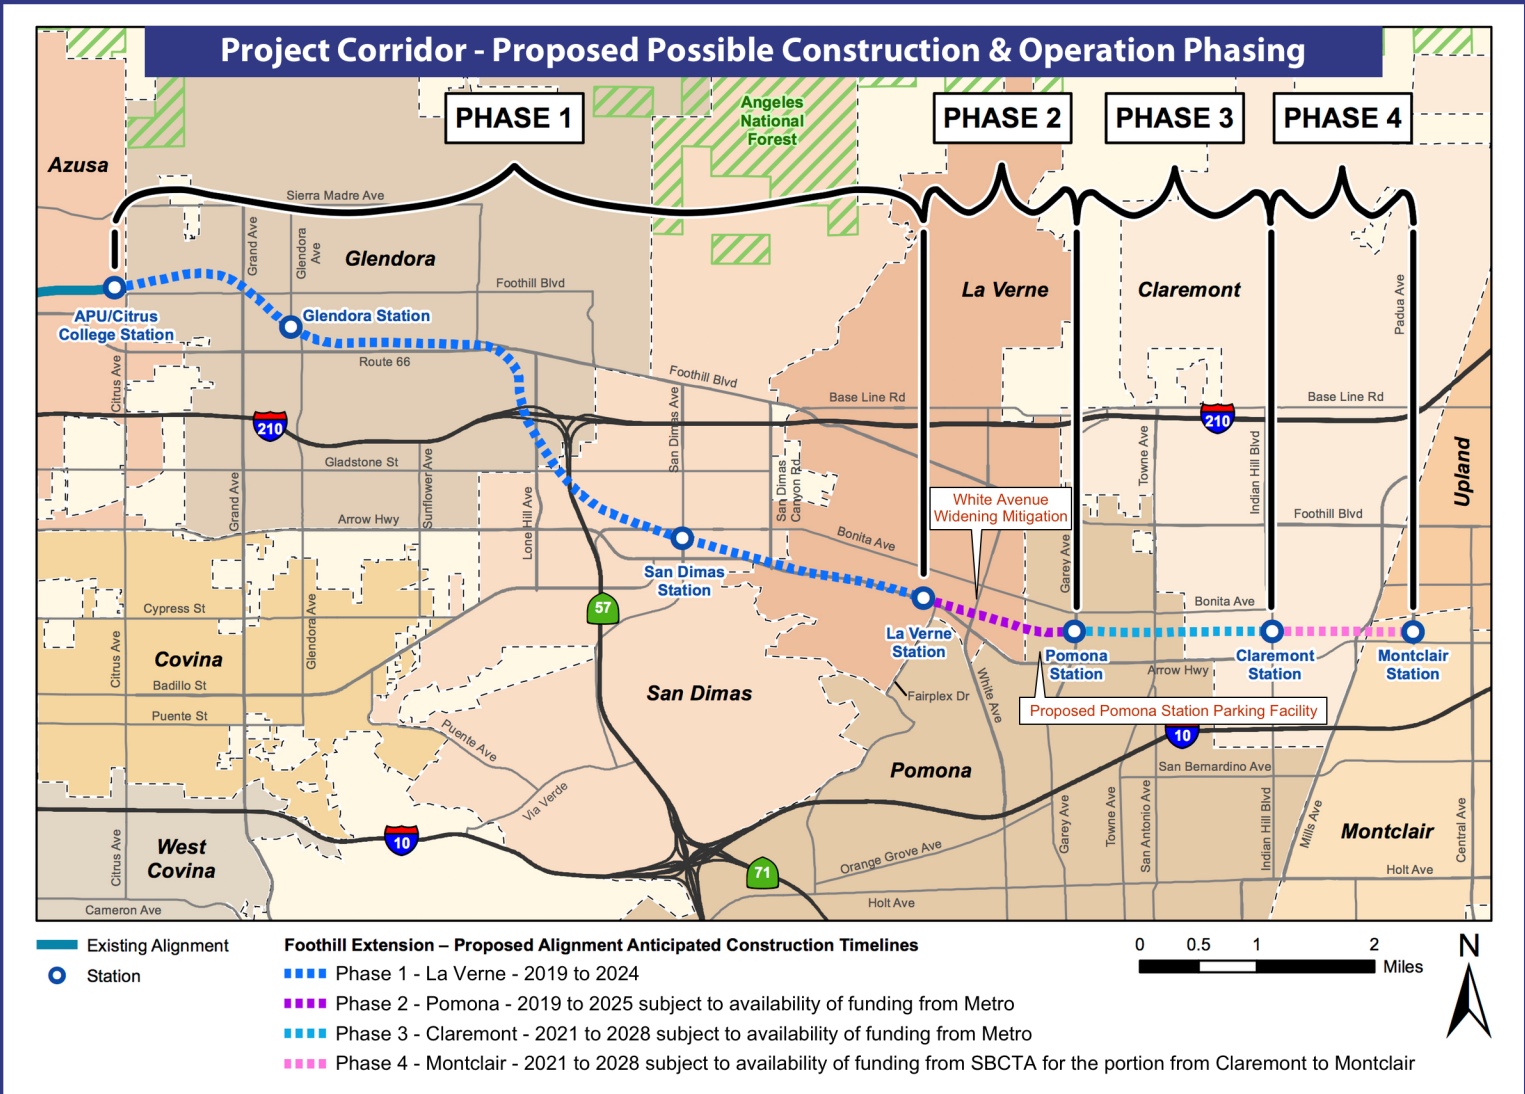 Project Corridor - Proposed Possible Construction & Operation Phasing
PHASE 1
PHASE 2
PHASE 3
PHASE 4
Angeles
National
Forest
Azusa
Sierra Madre Ave
Grand Ave
Glendora
Ave
Glendora
Foothill Blvd
La Verne
Claremont
Padua Ave
APU/Citrus
College Station
Glendora Station
Route 66
Citrus Ave
Foothill Blvd
San Dimas Ave
Base Line Rd
Base Line Rd
210
210
Gladstone St
Grand Ave
Sunflower Ave
Arrow Hwy
Lone Hill Ave
San Dimas
Canyon Rd
Towne Ave
Indian Hill Blvd
Upland
White Avenue
Widening Mitigation
Foothill Blvd
Bonita Ave
Garey Ave
San Dimas
Station
Cypress St
57
Bonita Ave
Glendora Ave
Citrus Ave
Covina
La Verne
Station
Pomona
Station
Arrow Hwy
Claremont
Station
Montclair
Station
Badillo St
San Dimas
Fairplex Dr
White Ave
Puente St
Proposed Pomona Station Parking Facility
Puente Ave
10
Pomona
San Bernardino Ave
Via Verde
Garey Ave
Towne Ave
San Antonio Ave
Indian Hill Blvd
Mills Ave
Montclair
Central Ave
10
West
Covina
Citrus Ave
Orange Grove Ave
71
Holt Ave
Holt Ave
Cameron Ave
Existing Alignment
Station
Foothill Extension – Proposed Alignment Anticipated Construction Timelines
Phase 1 - La Verne - 2019 to 2024
Phase 2 - Pomona - 2019 to 2025 subject to availability of funding from Metro
Phase 3 - Claremont - 2021 to 2028 subject to availability of funding from Metro
Phase 4 - Montclair - 2021 to 2028 subject to availability of funding from SBCTA for the portion from Claremont to Montclair
0 0.5 1 2
Miles
N